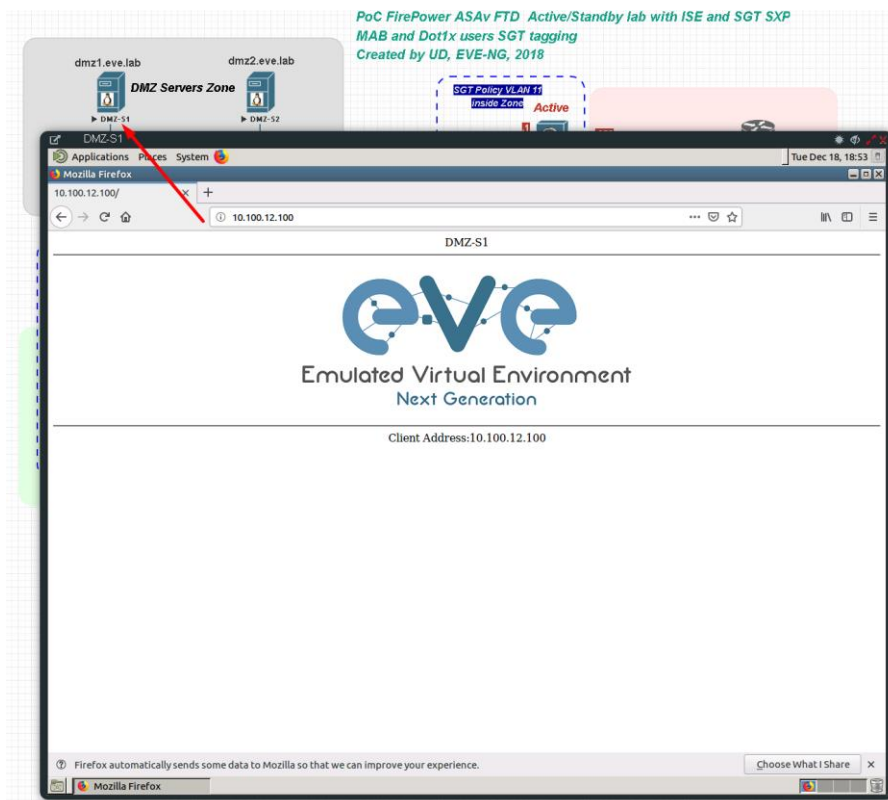 PoC FirePower ASAv FTD Active/Standby lab with ISE and SGT SXP
MAB and Dot1x users SGT tagging
Created by UD, EVE-NG, 2018
dmz1.eve.lab
dmz2.eve.lab
DMZ Servers Zone
DMZ-S1
DMZ-S2
SGT Policy VLAN 11
inside Zone
Active
DMZ-S1
Applications Places System
Tue Dec 18, 18:53
Mozilla Firefox
10.100.12.100/
10.100.12.100
DMZ-S1
eve
Emulated Virtual Environment
Next Generation
Client Address:10.100.12.100
Firefox automatically sends some data to Mozilla so that we can improve your experience.
Choose What I Share
Mozilla Firefox